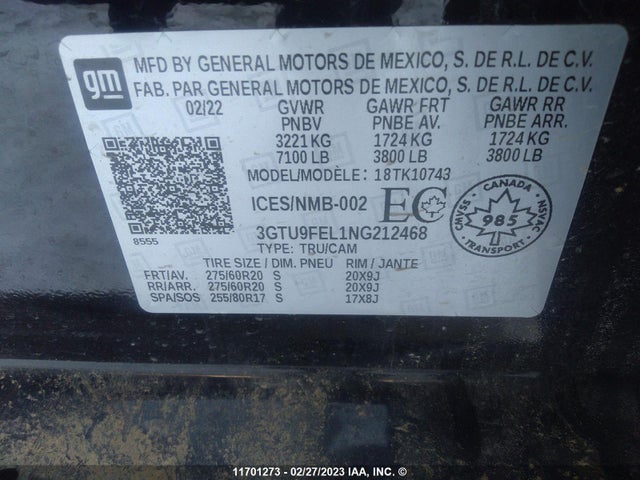 gm
MFD BY GENERAL MOTORS DE MEXICO, S. DE R.L. DE C.V.
FAB. PAR GENERAL MOTORS DE MEXICO, S. DE R.L. DE C.V.
02/22 GVWR GAWR FRT GAWR RR
PNBV PNBE AV. PNBE ARR.
3221 KG 1724 KG 1724 KG
7100 LB 3800 LB 3800 LB
MODEL/MODÈLE: 18TK10743
ICES/NMB-002 EC
CANADA
CMVSS 985 NSVAC
3GTU9FEL1NG212468
8555
TYPE: TRU/CAM
TIRE SIZE / DIM. PNEU RIM / JANTE
FRT/AV. 275/60R20 S 20X9J
RR/ARR. 275/60R20 S 20X9J
SPA/SOS 255/80R17 S 17X8J
11701273 - 02/27/2023 IAA, INC. ©